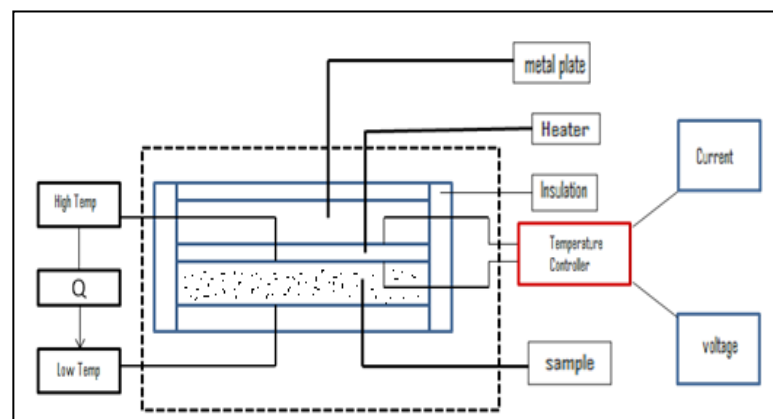 metal plate
Heater
Current
High Temp
Insulation
Temperature
Controller
Q
Low Temp
sample
voltage